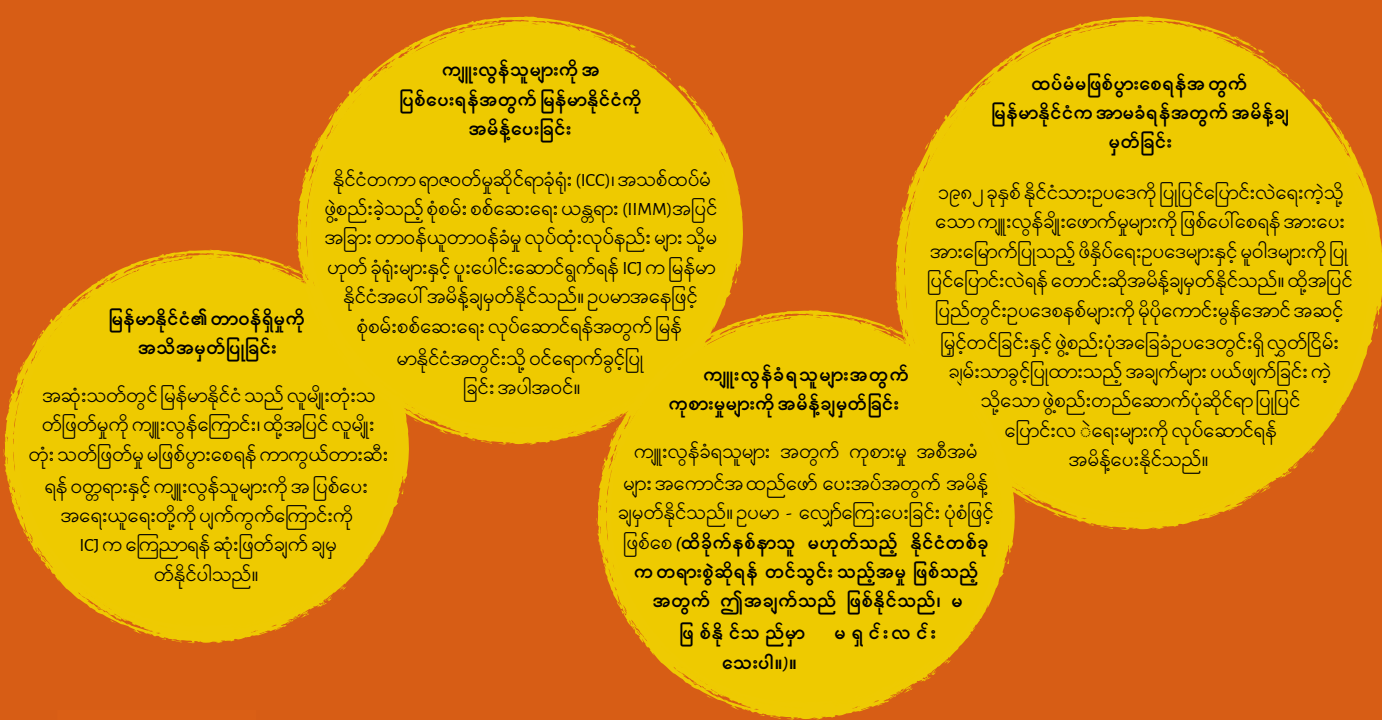 မြန်မာနိုင်ငံ၏ တာဝန်ရှိမှုကို
အသိအမှတ်ပြုခြင်း
အဆုံးသတ်တွင် မြန်မာနိုင်ငံ သည် လူမျိုးတုံးသ
တ်ဖြတ်မှုကို ကျူးလွန်ကြောင်း၊ ထို့အပြင် လူမျိုး
တုံး သတ်ဖြတ်မှု မဖြစ်ပွားစေရန် ကာကွယ်တားဆီး
ရန် ဝတ္တရားနှင့် ကျူးလွန်သူများကို အ ပြစ်ပေး
အရေးယူရေးတို့ကို ပျက်ကွက်ကြောင်းကို
ICJ က ကြေညာရန် ဆုံးဖြတ်ချက် ချမှ
တ်နိုင်ပါသည်။
ကျူးလွန်သူများကို အ
ပြစ်ပေးရန်အတွက် မြန်မာနိုင်ငံကို
အမိန့်ပေးခြင်း
နိုင်ငံတကာ ရာဇဝတ်မှုဆိုင်ရာခုံရုံး (ICC)၊ အသစ်ထပ်မံ
ဖွဲ့စည်းခဲ့သည့် စုံစမ်း စစ်ဆေးရေး ယန္တရား (IIMM)အပြင်
အခြား တာဝန်ယူတာဝန်ခံမှု လုပ်ထုံးလုပ်နည်း များ သို့မ
ဟုတ် ခုံရုံးများနှင့် ပူးပေါင်းဆောင်ရွက်ရန် ICJ က မြန်မာ
နိုင်ငံအပေါ် အမိန့်ချမှတ်နိုင်သည်။ ဥပမာအနေဖြင့်
စုံစမ်းစစ်ဆေးရေး လုပ်ဆောင်ရန်အတွက် မြန်
မာနိုင်ငံအတွင်းသို့ ဝင်ရောက်ခွင့်ပြု
ခြင်း အပါအဝင်။
ကျူးလွန်ခံရသူများအတွက်
ကုစားမှုများကို အမိန့်ချမှတ်ခြင်း
ကျူးလွန်ခံရသူများ အတွက် ကုစားမှု အစီအမံ
များ အကောင်အထည်ဖော် ပေးအပ်အတွက် အမိန့်
ချမှတ်နိုင်သည်။ ဥပမာ - လျော်ကြေးပေးခြင်း ပုံစံဖြင့်
ဖြစ်စေ (ထိခိုက်နစ်နာသူ မဟုတ်သည့် နိုင်ငံတစ်ခု
က တရားစွဲဆိုရန် တင်သွင်း သည့်အမှု ဖြစ်သည့်
အတွက် ဤအချက်သည် ဖြစ်နိုင်သည်၊ မ
ဖြ စ်နို င်သ ည်မှာ မ ရှ င်း လ င်း
သေးပါ။)။
ထပ်မံမဖြစ်ပွားစေရန်အ တွက်
မြန်မာနိုင်ငံက အာမခံရန်အတွက် အမိန့်ချ
မှတ်ခြင်း
၁၉၈၂ ခုနှစ် နိုင်ငံသားဥပဒေကို ပြုပြင်ပြောင်းလဲရေးကဲ့သို့
သော ကျူးလွန်ချိုးဖောက်မှုများကို ဖြစ်ပေါ်စေရန် အားပေး
အားမြှောက်ပြုသည့် ဖိနှိပ်ရေးဥပဒေများနှင့် မူဝါဒများကို ပြု
ပြင်ပြောင်းလဲရန် တောင်းဆိုအမိန့်ချမှတ်နိုင်သည်။ ထို့အပြင်
ပြည်တွင်းဥပဒေစနစ်များကို မိုပိုကောင်းမွန်အောင် အဆင့်
မြှင့်တင်ခြင်းနှင့် ဖွဲ့စည်းပုံအခြေခံဥပဒေတွင်းရှိ လွှတ်ငြိမ်း
ချမ်းသာခွင့်ပြုထားသည့် အချက်များ ပယ်ဖျက်ခြင်း ကဲ့
သို့သော ဖွဲ့စည်းတည်ဆောက်ပုံဆိုင်ရာ ပြုပြင်
ပြောင်းလ ဲရေးများကို လုပ်ဆောင်ရန်
အမိန့်ပေးနိုင်သည်။